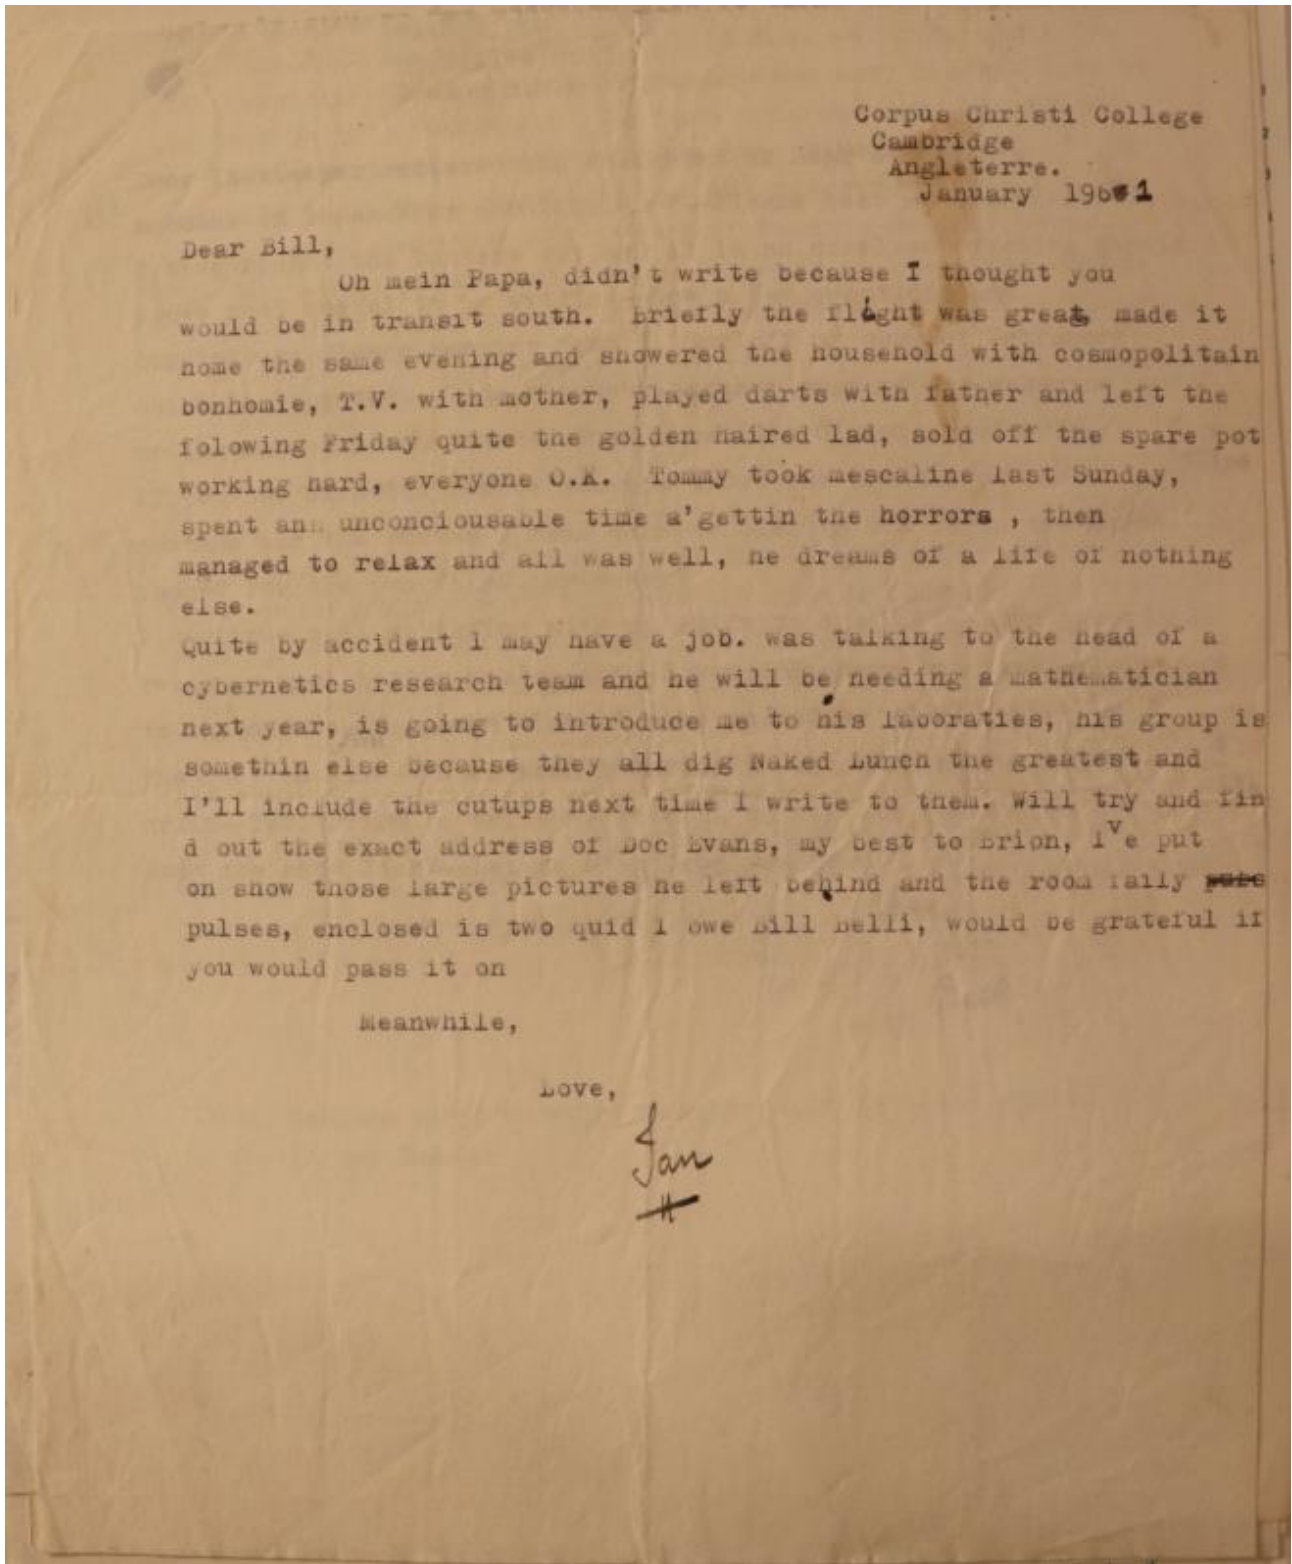 Corpus Christi College
Cambridge
Angleterre.
January 1961
Dear Bill,
Oh mein Papa, didn't write because I thought you
would be in transit south. Briefly the flight was great, made it
home the same evening and showered the household with cosmopolitain
bonhomie, T.V. with mother, played darts with father and left the
folowing Friday quite the golden haired lad, sold off the spare pot
working hard, everyone O.K. Tommy took mescaline last Sunday,
spent an unconciousable time a'gettin the horrors , then
managed to relax and all was well, he dreams of a life of nothing
else.
Quite by accident I may have a job. was talking to the head of a
cybernetics research team and he will be needing a mathematician
next year, is going to introduce me to his laboraties, his group is
somethin else because they all dig Naked Lunch the greatest and
I'll include the cutups next time I write to them. Will try and fin
d out the exact address of Doc Evans, my best to Brion, I've put
on show those large pictures he left behind and the room
pulses, enclosed is two quid I owe Bill Belli, would be grateful if
you would pass it on
Meanwhile,
Love,
Ian